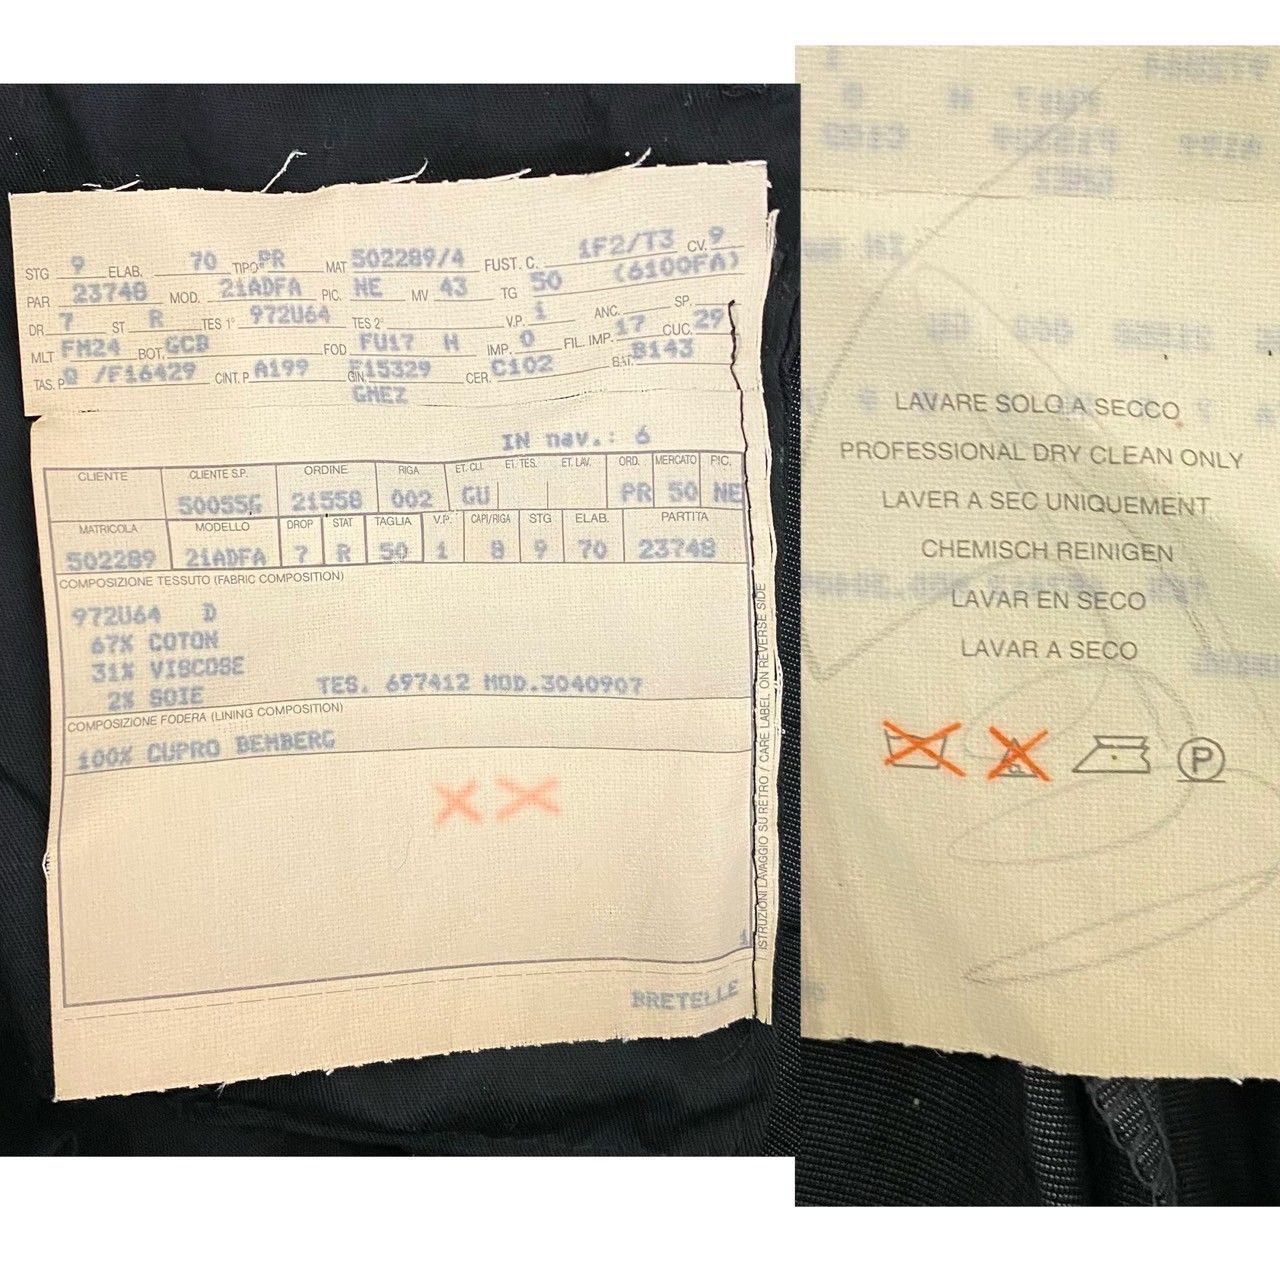 STG 9 ELAB. 70 TIPO PR MAT 502289/4 FUST. C. 1F2/T3 CV. 9
PAR 23748 MOD. 21ADFA PIC. NE MV 43 TG 50 (6100FA)
DR 7 ST R TES 1° 972U64 TES 2° V.P. 1 ANC. SP.
MLT FM24 BOT. GCB FOD FU17 H IMP. 0 FIL. IMP. 17 CUC. 29
TAS. P Q /F16429 CINT. P A199 GIN. F15329 CER. C102 BAT. B143
GMEZ
IN nav.: 6
CLIENTE CLIENTE S.P. ORDINE RIGA ET. CLI. ET. TES. ET. LAV. ORD. MERCATO PIC.
50055G 21558 002 GU PR 50 NE
MATRICOLA MODELLO DROP STAT TAGLIA V.P. CAPI/RIGA STG ELAB. PARTITA
502289 21ADFA 7 R 50 1 8 9 70 23748
COMPOSIZIONE TESSUTO (FABRIC COMPOSITION)
972U64 D
67% COTON
31% VISCOSE
2% SOIE TES. 697412 MOD.3040907
COMPOSIZIONE FODERA (LINING COMPOSITION)
100% CUPRO BEMBERG
XX
BRETELLE
ISTRUZIONI LAVAGGIO SU RETRO / CARE LABEL ON REVERSE SIDE
LAVARE SOLO A SECCO
PROFESSIONAL DRY CLEAN ONLY
LAVER A SEC UNIQUEMENT
CHEMISCH REINIGEN
LAVAR EN SECO
LAVAR A SECO
P